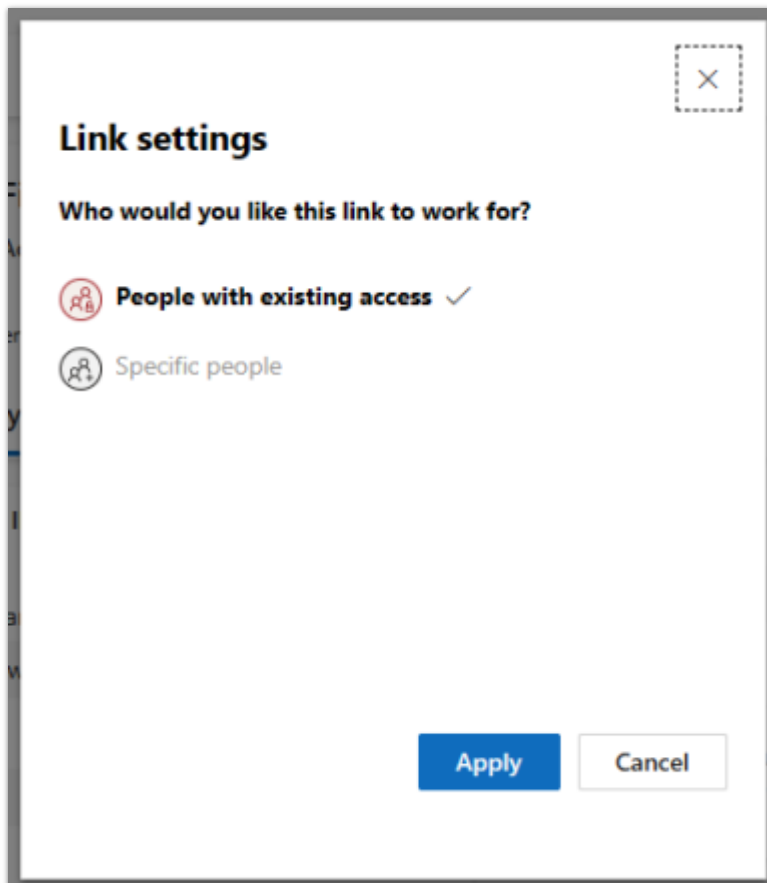 Link settings
Who would you like this link to work for?
People with existing access
Specific people
Apply
Cancel